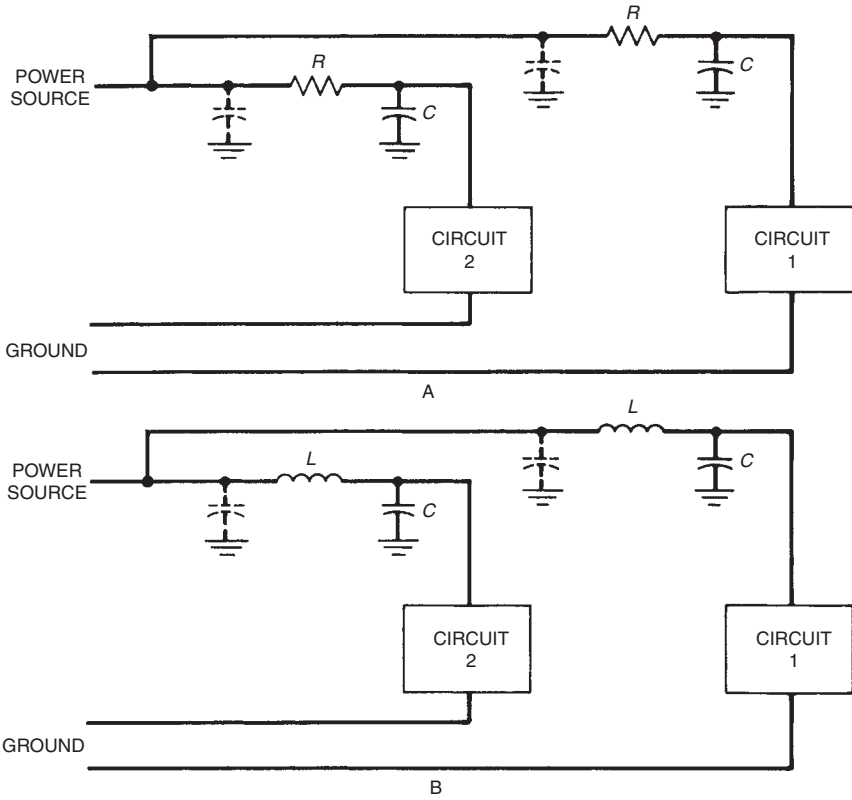 R
POWER
SOURCE
R
C
C
CIRCUIT
2
CIRCUIT
1
GROUND
A
L
POWER
SOURCE
L
C
C
CIRCUIT
2
CIRCUIT
1
GROUND
B